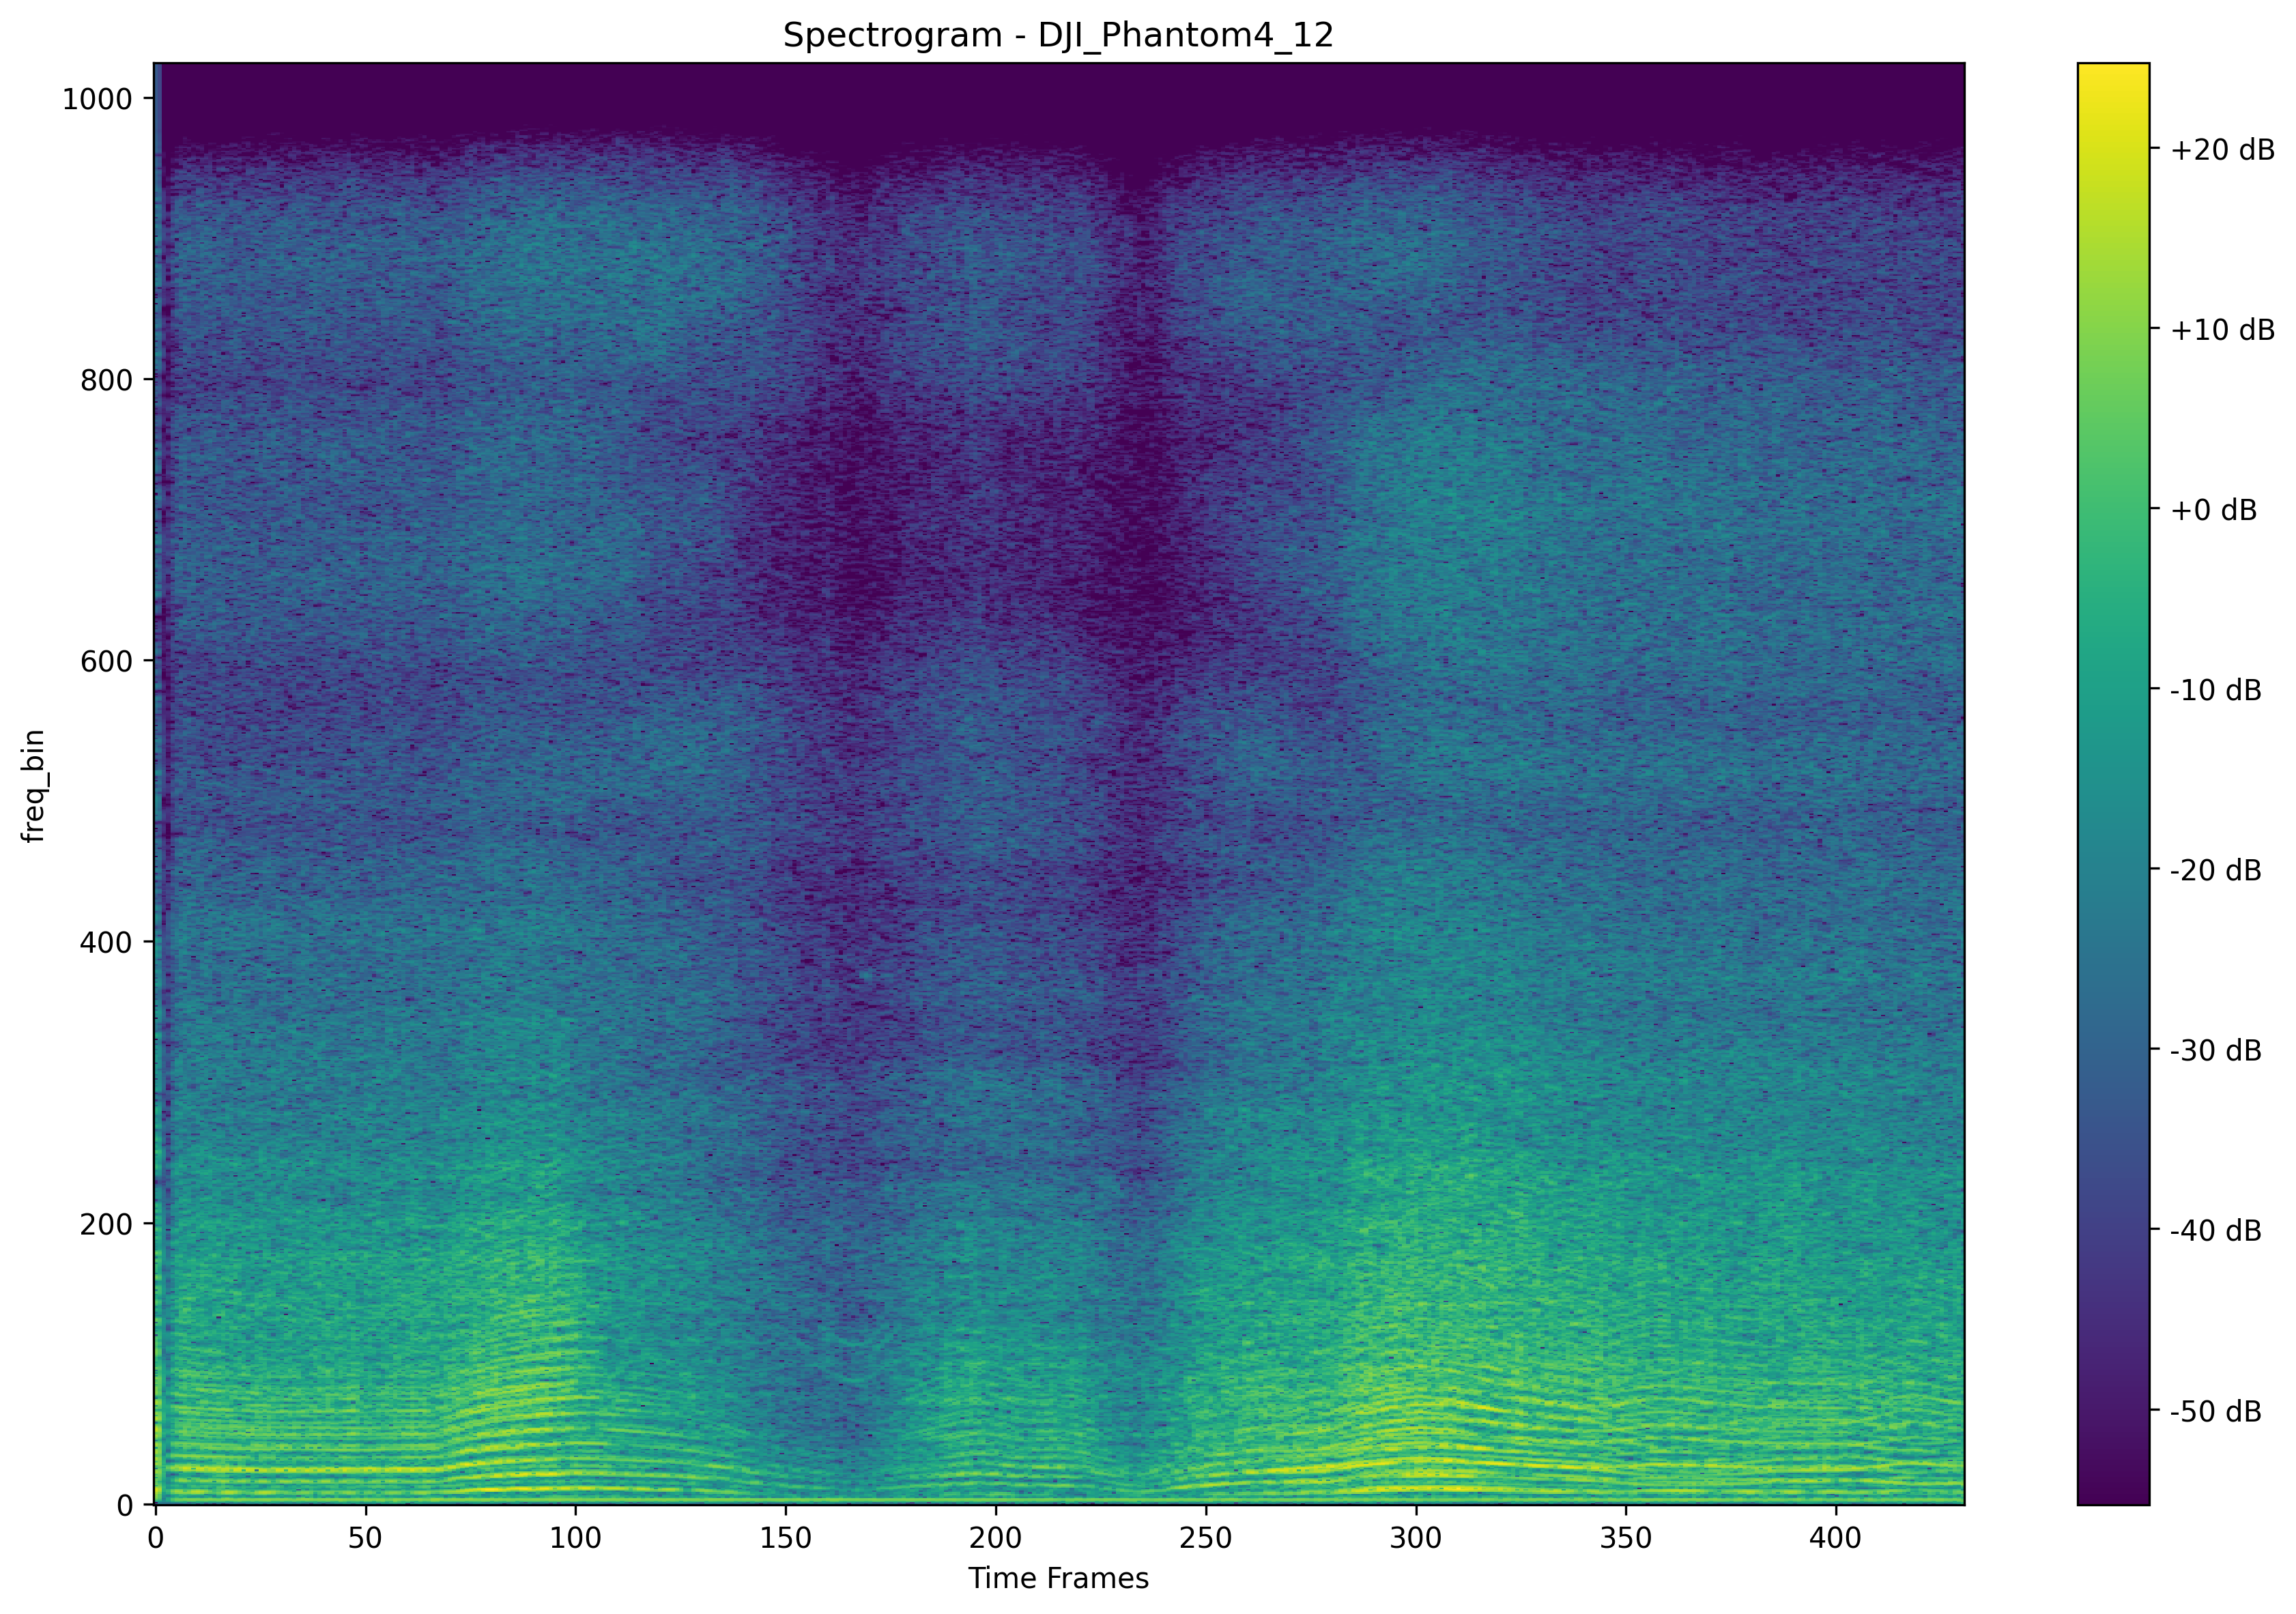 Spectrogram - DJI_Phantom4_12
1000
800
600
400
200
0
freq_bin
0 50 100 150 200 250 300 350 400
Time Frames
+20 dB
+10 dB
+0 dB
-10 dB
-20 dB
-30 dB
-40 dB
-50 dB